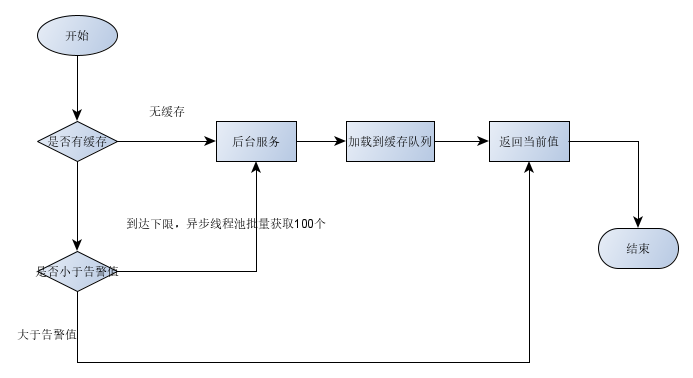 开始
无缓存
是否有缓存
后台服务
加载到缓存队列
返回当前值
到达下限，异步线程池批量获取100个
结束
是否小于告警值
大于告警值